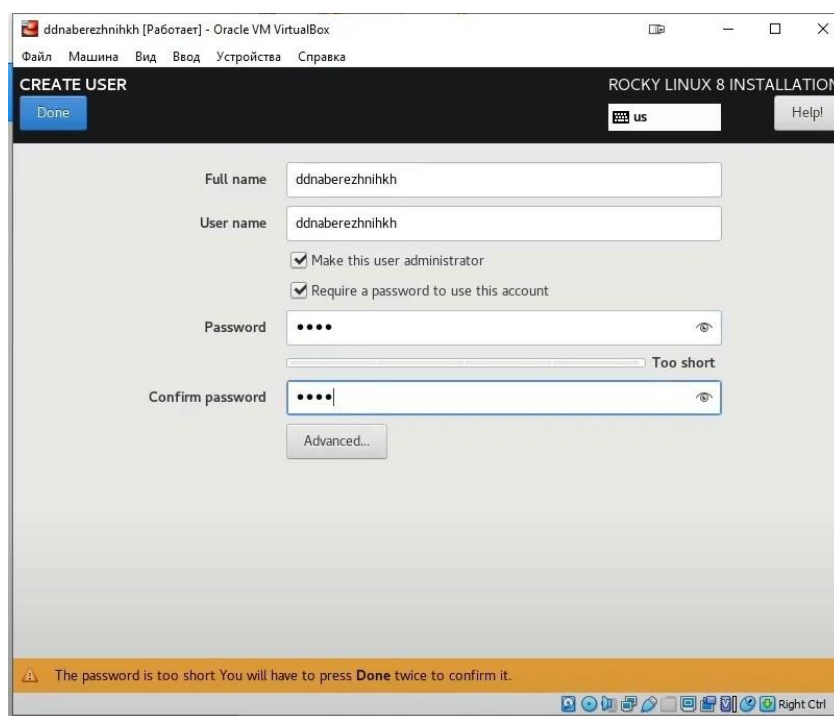 ddnaberezhnihkh [Работает] - Oracle VM VirtualBox
Файл Машина Вид Ввод Устройства Справка
CREATE USER
ROCKY LINUX 8 INSTALLATION
Done
us
Help!
Full name
ddnaberezhnihkh
User name
ddnaberezhnihkh
Make this user administrator
Require a password to use this account
Password
••••
Too short
Confirm password
••••
Advanced...
The password is too short You will have to press Done twice to confirm it.
Right Ctrl